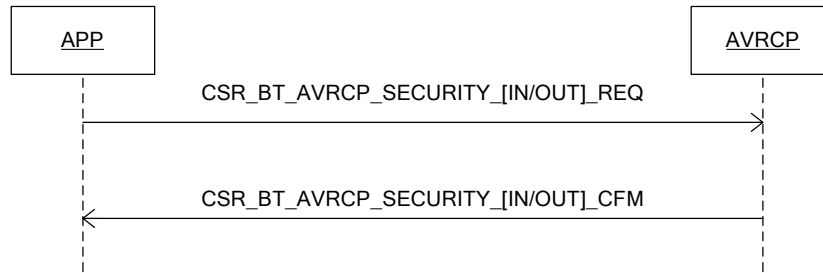 APP
AVRCP
CSR_BT_AVRCP_SECURITY_[IN/OUT]_REQ
CSR_BT_AVRCP_SECURITY_[IN/OUT]_CFM